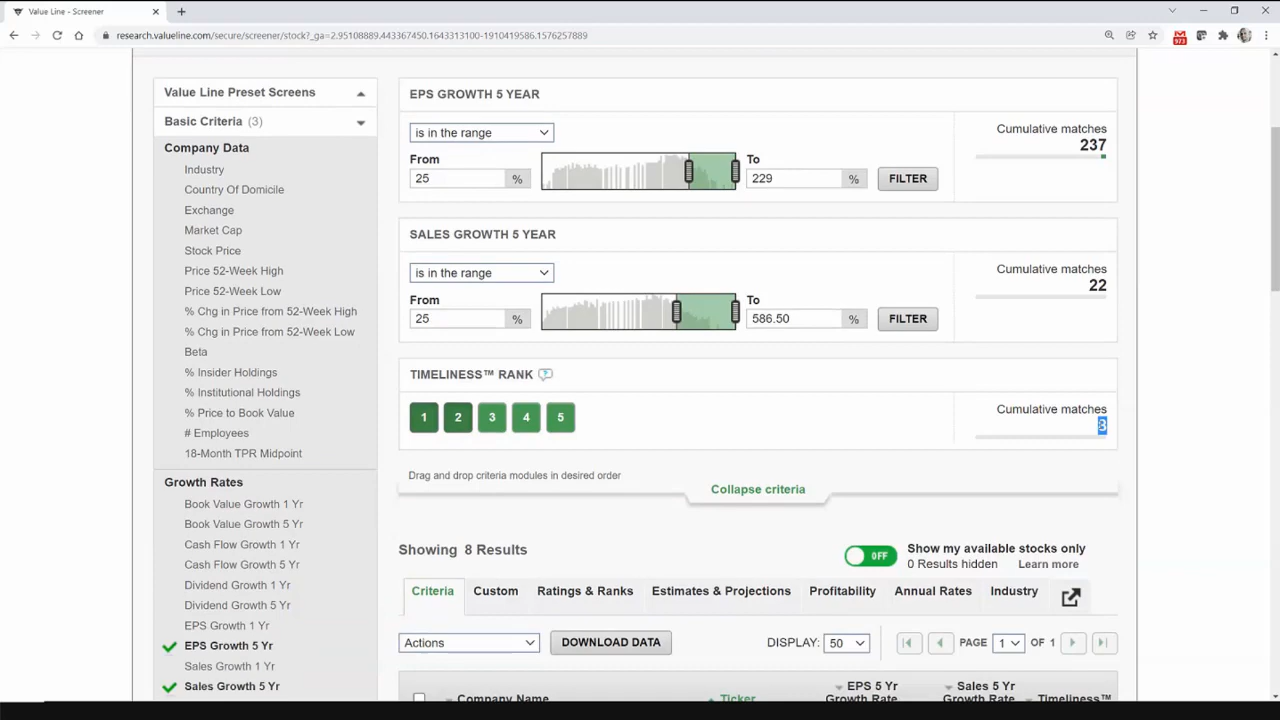 Value Line - Screener
research.valueline.com/secure/screener/stock?_ga=2.95108889.443367450.1643313100-1910419586.1576257889
973
Value Line Preset Screens
Basic Criteria (3)
Company Data
Industry
Country Of Domicile
Exchange
Market Cap
Stock Price
Price 52-Week High
Price 52-Week Low
% Chg in Price from 52-Week High
% Chg in Price from 52-Week Low
Beta
% Insider Holdings
% Institutional Holdings
% Price to Book Value
# Employees
18-Month TPR Midpoint
Growth Rates
Book Value Growth 1 Yr
Book Value Growth 5 Yr
Cash Flow Growth 1 Yr
Cash Flow Growth 5 Yr
Dividend Growth 1 Yr
Dividend Growth 5 Yr
EPS Growth 1 Yr
EPS Growth 5 Yr
Sales Growth 1 Yr
Sales Growth 5 Yr
EPS GROWTH 5 YEAR
is in the range
From To
25 % 229 % FILTER
Cumulative matches
237
SALES GROWTH 5 YEAR
is in the range
From To
25 % 586.50 % FILTER
Cumulative matches
22
TIMELINESS™ RANK ?
1 2 3 4 5
Cumulative matches
Drag and drop criteria modules in desired order
Collapse criteria
Showing 8 Results
OFF
Show my available stocks only
0 Results hidden Learn more
Criteria Custom Ratings & Ranks Estimates & Projections Profitability Annual Rates Industry
Actions DOWNLOAD DATA DISPLAY: 50 PAGE 1 OF 1
EPS 5 Yr Sales 5 Yr
Company Name Ticker Growth Rate Growth Rate Timeliness™